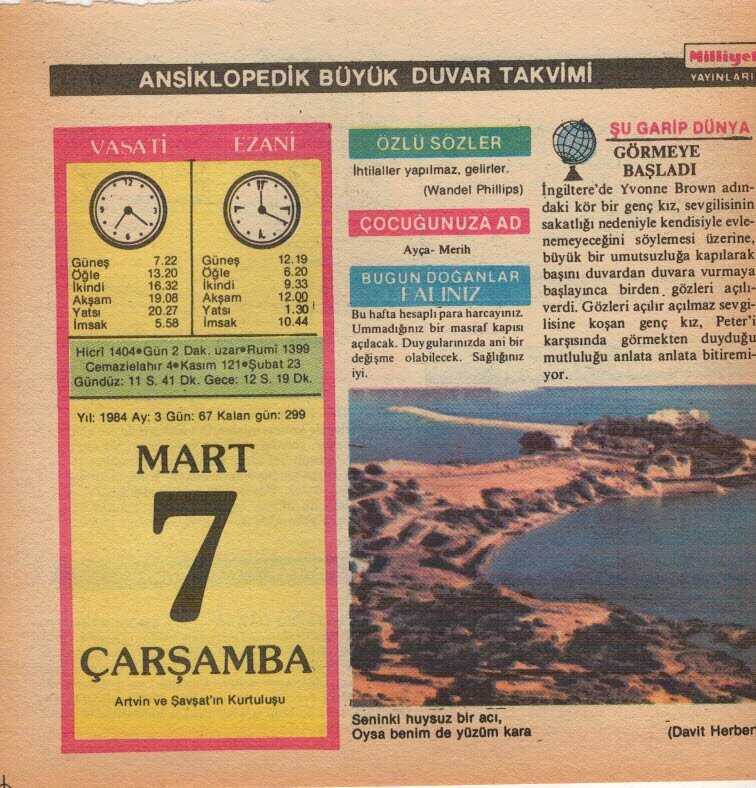 Milliyet
YAYINLARI
ANSİKLOPEDİK BÜYÜK DUVAR TAKVİMİ
VASATİ
EZANİ
Güneş 7.22
Öğle 13.20
İkindi 16.32
Akşam 19.08
Yatsı 20.27
İmsak 5.58
Güneş 12.19
Öğle 6.20
İkindi 9.33
Akşam 12.00
Yatsı 1.30
İmsak 10.44
Hicrî 1404•Gün 2 Dak. uzar•Rumî 1399
Cemazielahır 4•Kasım 121•Şubat 23
Gündüz: 11 S. 41 Dk. Gece: 12 S. 19 Dk.
Yıl: 1984 Ay: 3 Gün: 67 Kalan gün: 299
MART
7
ÇARŞAMBA
Artvin ve Şavşat'ın Kurtuluşu
ÖZLÜ SÖZLER
İhtilaller yapılmaz, gelirler.
(Wandel Phillips)
ÇOCUĞUNUZA AD
Ayça- Merih
BUGÜN DOĞANLAR
FALINIZ
Bu hafta hesaplı para harcayınız.
Ummadığınız bir masraf kapısı
açılacak. Duygularınızda ani bir
değişme olabilecek. Sağlığınız
iyi.
ŞU GARİP DÜNYA
GÖRMEYE
BAŞLADI
İngiltere'de Yvonne Brown adın-
daki kör bir genç kız, sevgilisinin
sakatlığı nedeniyle kendisiyle evle-
nemeyeceğini söylemesi üzerine,
büyük bir umutsuzluğa kapılarak
başını duvardan duvara vurmaya
başlayınca birden gözleri açılı-
verdi. Gözleri açılır açılmaz sevgi-
lisine koşan genç kız, Peter'i
karşısında görmekten duyduğu
mutluluğu anlata anlata bitiremi-
yor.
Seninki huysuz bir acı,
Oysa benim de yüzüm kara
(Davit Herber